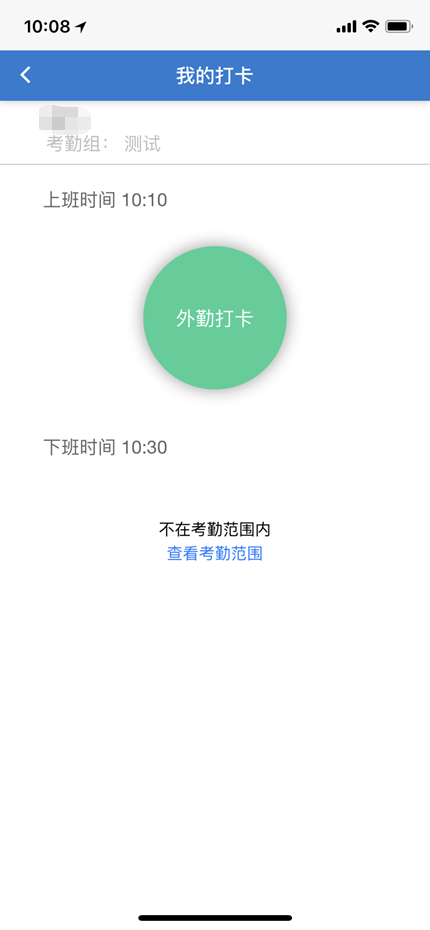 10:08
我的打卡
考勤组： 测试
上班时间 10:10
外勤打卡
下班时间 10:30
不在考勤范围内
查看考勤范围